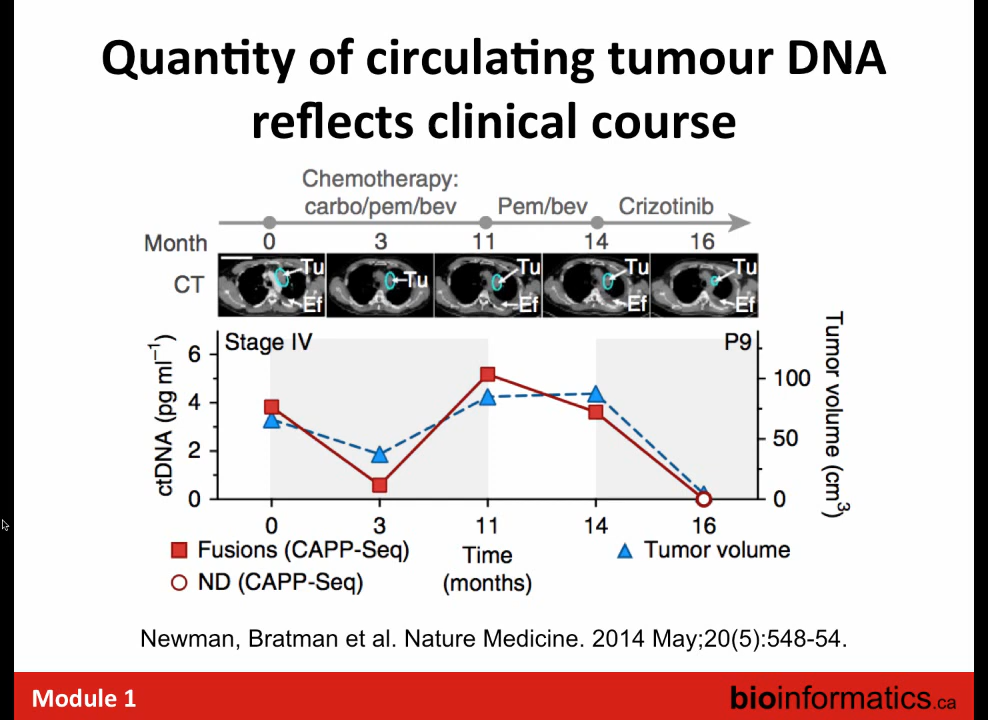 Quantity of circulating tumour DNA
reflects clinical course
Chemotherapy:
carbo/pem/bev
Pem/bev
Crizotinib
Month 0 3 11 14 16
CT
Tu
Ef
Tu
Tu
Ef
Tu
Ef
Tu
Ef
Stage IV
P9
ctDNA (pg ml⁻¹)
6
4
2
0
Tumor volume (cm³)
100
50
0
0 3 11 14 16
Time
(months)
Fusions (CAPP-Seq)
ND (CAPP-Seq)
Tumor volume
Newman, Bratman et al. Nature Medicine. 2014 May;20(5):548-54.
Module 1
bioinformatics.ca